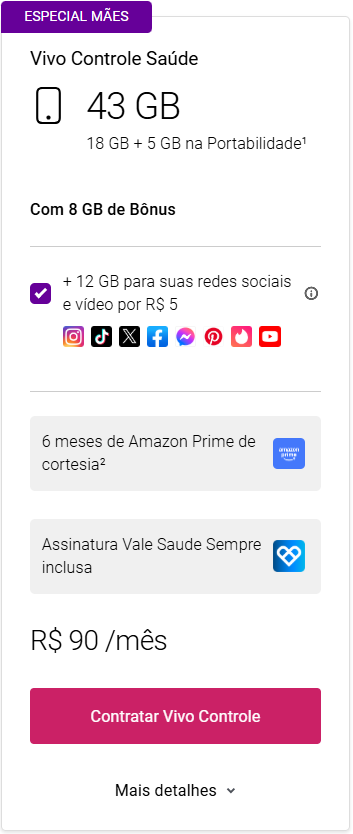 ESPECIAL MÃES
Vivo Controle Saúde
43 GB
18 GB + 5 GB na Portabilidade¹
Com 8 GB de Bônus
+ 12 GB para suas redes sociais
e vídeo por R$ 5
6 meses de Amazon Prime de
cortesia²
amazon
prime
Assinatura Vale Saude Sempre
inclusa
R$ 90 /mês
Contratar Vivo Controle
Mais detalhes